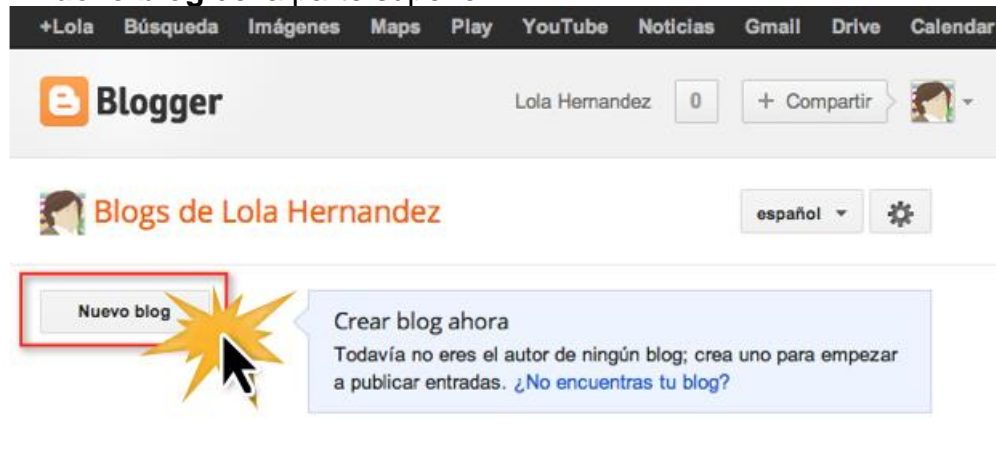 blog
+Lola Búsqueda Imágenes Maps Play YouTube Noticias Gmail Drive Calendar
Blogger
Lola Hernandez 0 + Compartir
Blogs de Lola Hernandez
español
Nuevo blog
Crear blog ahora
Todavía no eres el autor de ningún blog; crea uno para empezar
a publicar entradas. ¿No encuentras tu blog?